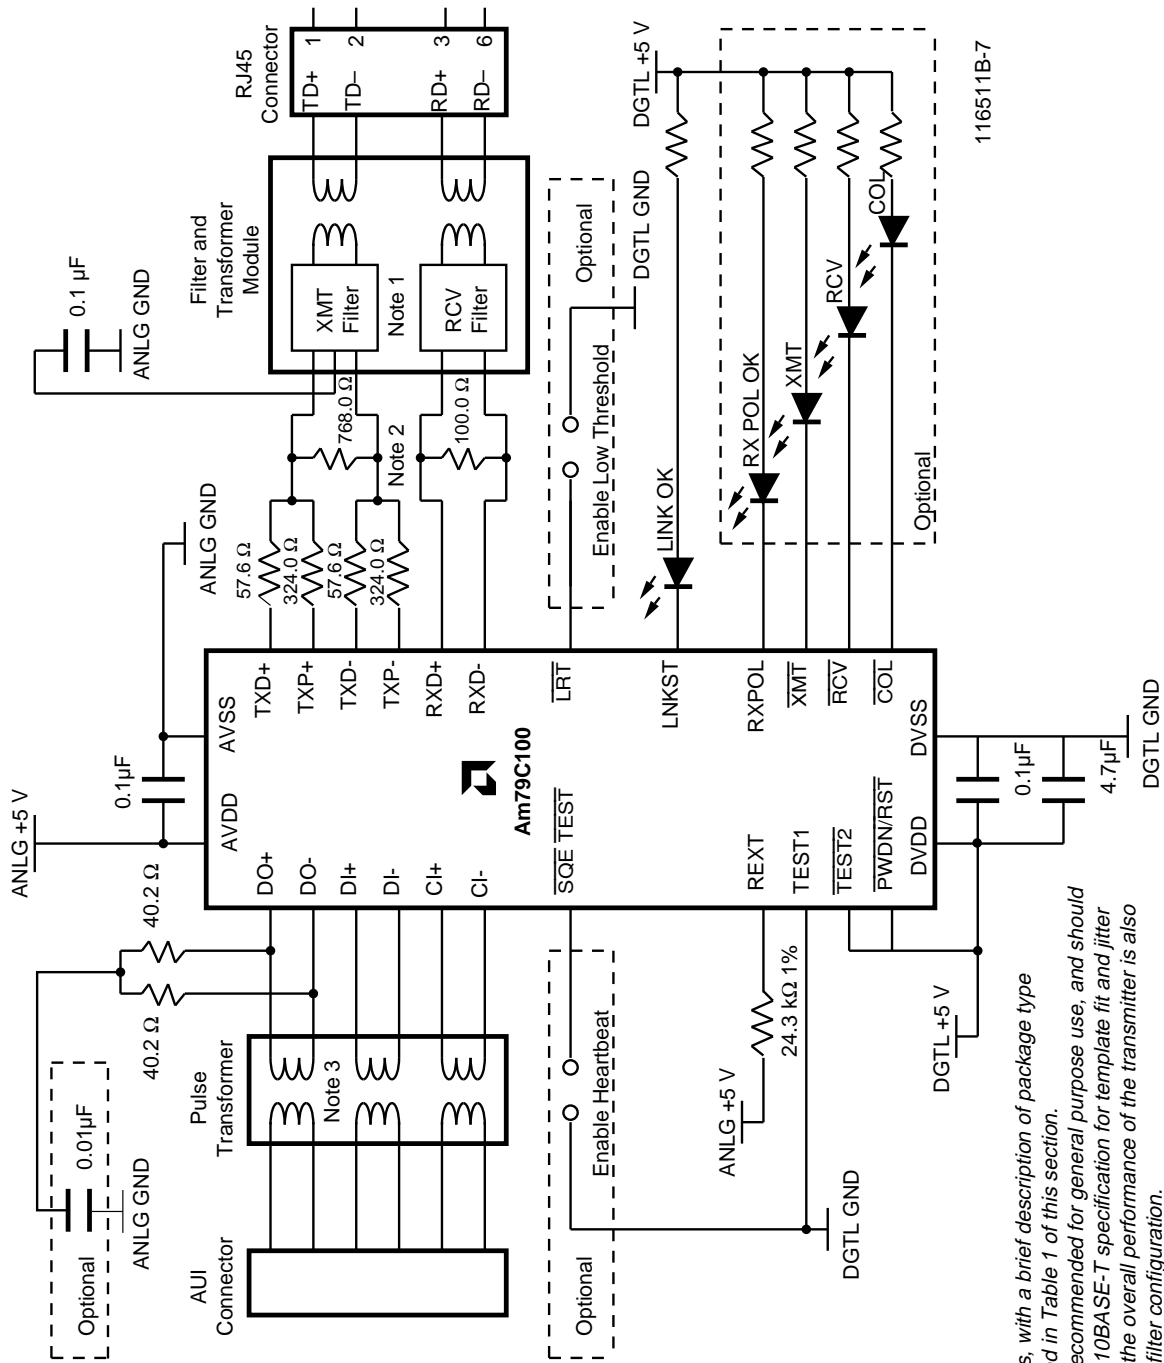 ANLG +5 V
ANLG GND
0.1µF
AVDD
AVSS
40.2 Ω
40.2 Ω
Optional
0.01µF
ANLG GND
AUI
Connector
Pulse
Transformer
Note 3
DO+
DO-
DI+
DI-
CI+
CI-
SQE TEST
REXT
TEST1
TEST2
PWDN/RST
DVDD
DVSS
Am79C100
TXD+
TXP+
TXD-
TXP-
RXD+
RXD-
LRT
LNKST
RXPOL
XMT
RCV
COL
57.6 Ω
324.0 Ω
57.6 Ω
324.0 Ω
768.0 Ω
Note 2
100.0 Ω
0.1 µF
ANLG GND
Filter and
Transformer
Module
XMT
Filter
Note 1
RCV
Filter
RJ45
Connector
TD+ 1
TD– 2
RD+ 3
RD– 6
Optional
Enable Heartbeat
Optional
Enable Low Threshold
DGTL GND
LINK OK
DGTL +5 V
RX POL OK
XMT
RCV
COL
Optional
ANLG +5 V
24.3 kΩ 1%
DGTL GND
DGTL +5 V
0.1µF
4.7µF
DGTL GND
116511B-7
s, with a brief description of package type
d in Table 1 of this section.
ecommended for general purpose use, and should
10BASE-T specification for template fit and jitter
the overall performance of the transmitter is also
filter configuration.